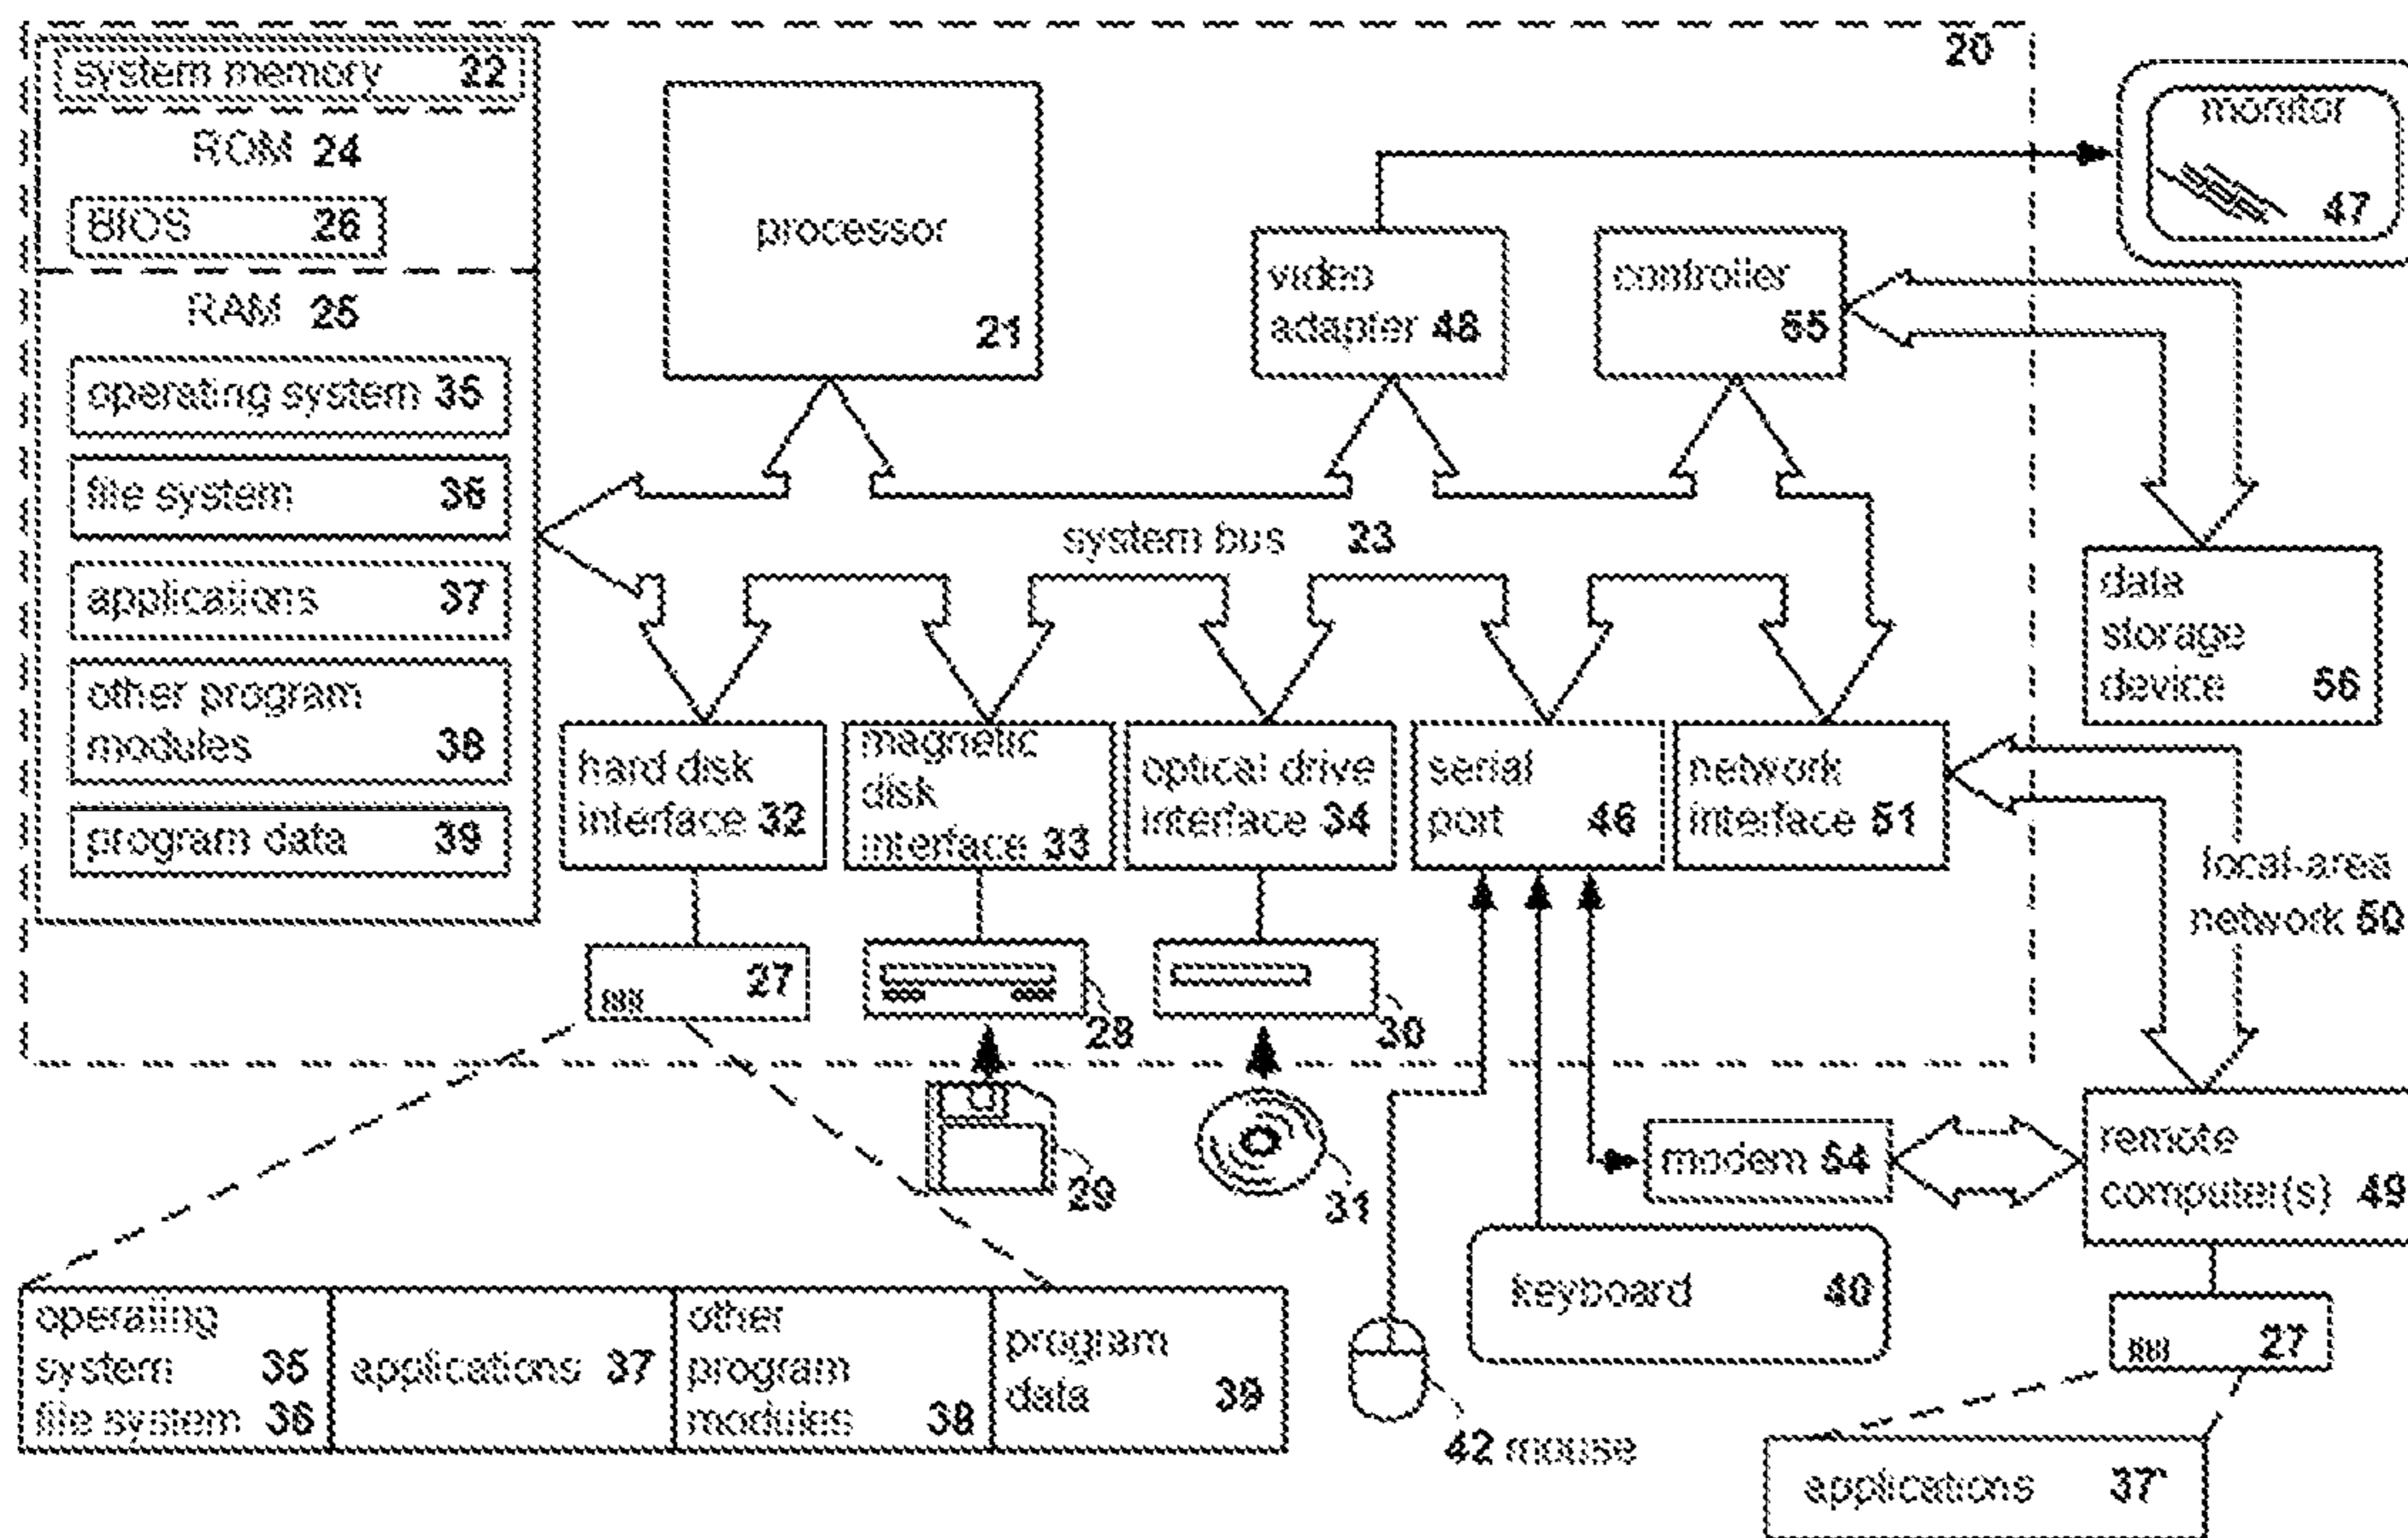 20
system memory 22
ROM 24
BIOS 26
RAM 25
operating system 35
file system 36
applications 37
other program
modules 38
program data 39
processor
21
video
adapter 48
controller
55
monitor
47
system bus 23
data
storage
device 56
hard disk
interface 32
magnetic
disk
interface 33
optical drive
interface 34
serial
port 46
network
interface 51
local-area
network 50
27
28
30
29
31
modem 54
remote
computer(s) 49
keyboard 40
27
42 mouse
operating
system 35
file system 36
applications 37
other
program
modules 38
program
data 39
applications 37'